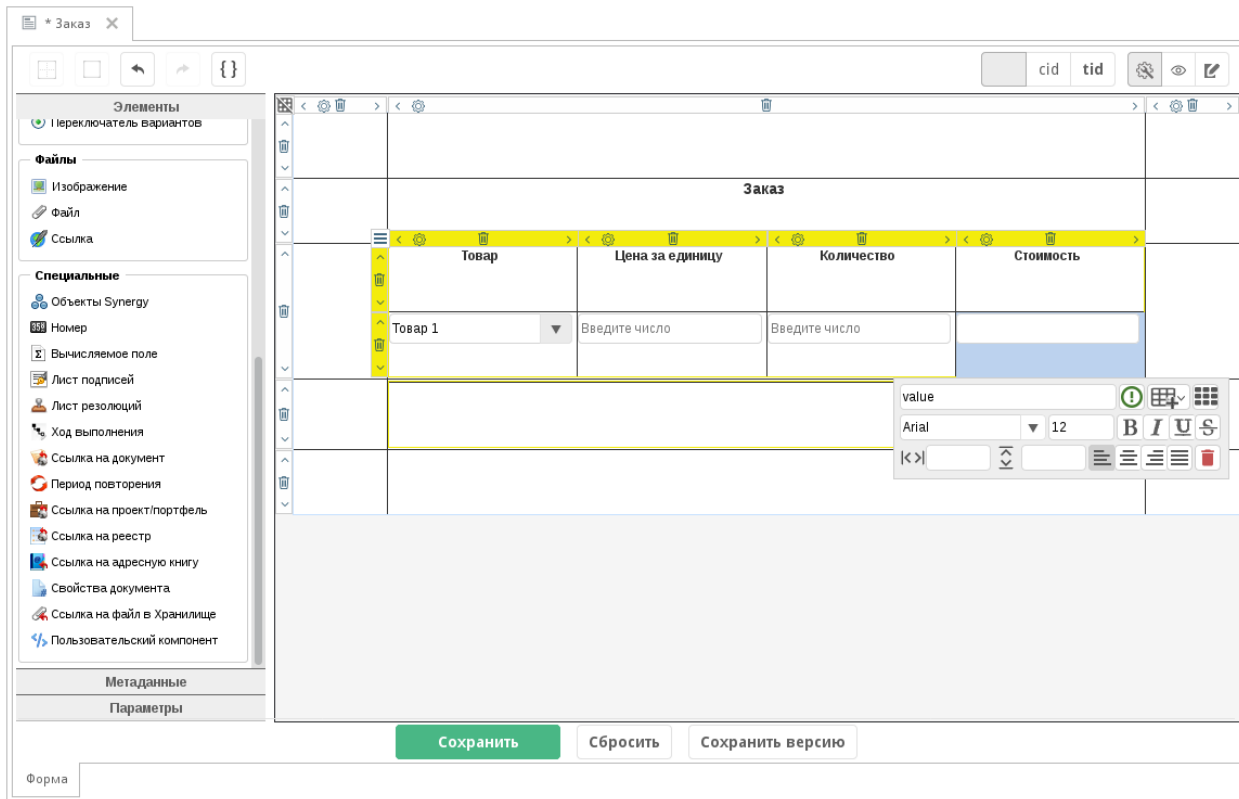 * Заказ
{ }
cid
tid
Элементы
Переключатель вариантов
Файлы
Изображение
Файл
Ссылка
Специальные
Объекты Synergy
Номер
Вычисляемое поле
Лист подписей
Лист резолюций
Ход выполнения
Ссылка на документ
Период повторения
Ссылка на проект/портфель
Ссылка на реестр
Ссылка на адресную книгу
Свойства документа
Ссылка на файл в Хранилище
Пользовательский компонент
Метаданные
Параметры
Заказ
Товар Цена за единицу Количество Стоимость
Товар 1 Введите число Введите число
value
Arial 12 B I U S
Сохранить Сбросить Сохранить версию
Форма